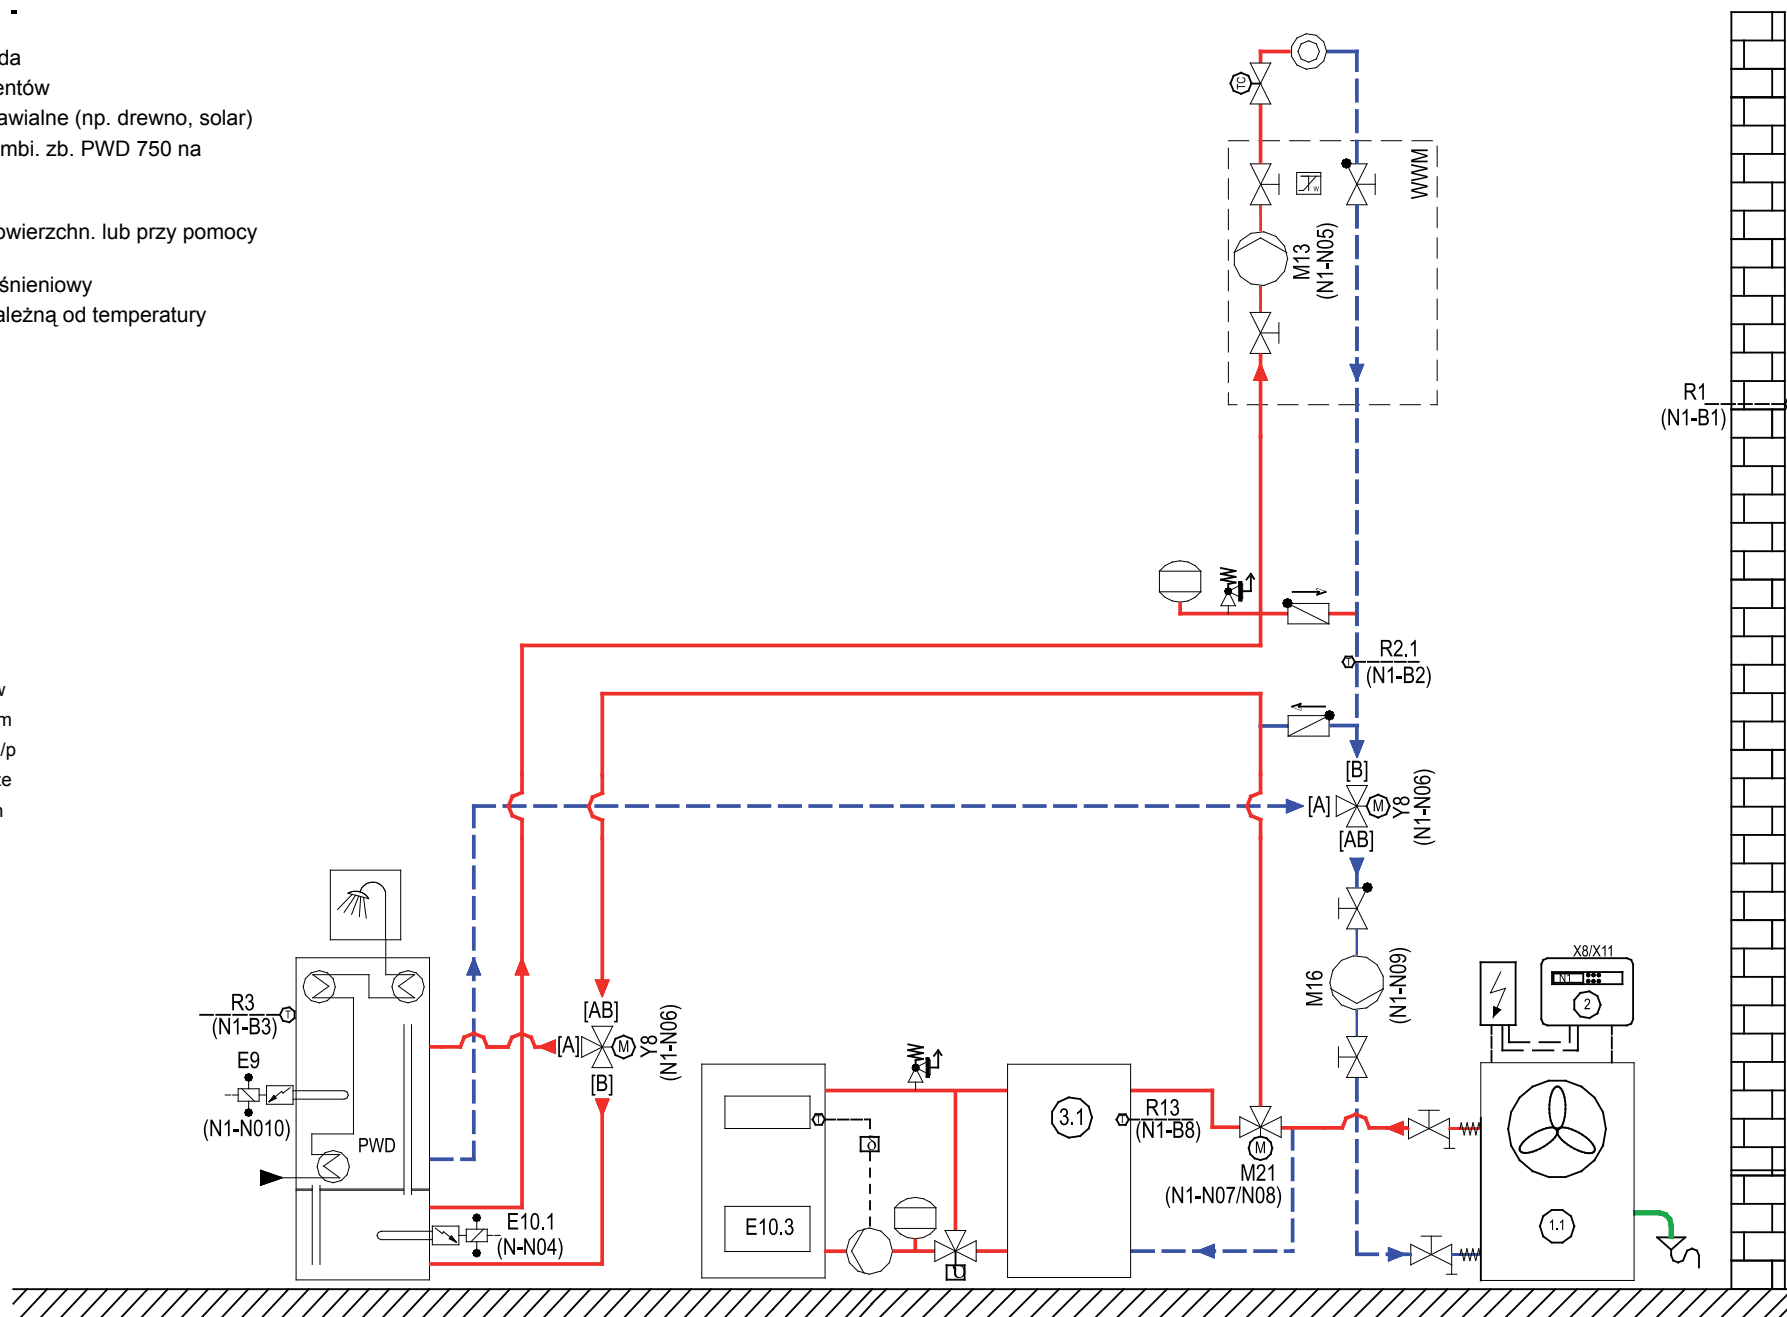 -
da
entów
awialne (np. drewno, solar)
mbi. zb. PWD 750 na
owierzchn. lub przy pomocy
śnieniowy
ależną od temperatury
TC
WWM
W
M13
(N1-N05)
R1
(N1-B1)
R2.1
(N1-B2)
T
w
m
/p
że
n
[B]
[A]
M
Y8
(N1-N06)
[AB]
M16
(N1-N09)
X8/X11
N1
2
R3
(N1-B3)
T
[AB]
[A]
M
Y8
(N1-N06)
[B]
E9
(N1-N010)
PWD
E10.1
(N-N04)
E10.3
3.1
R13
(N1-B8)
M
M21
(N1-N07/N08)
1.1